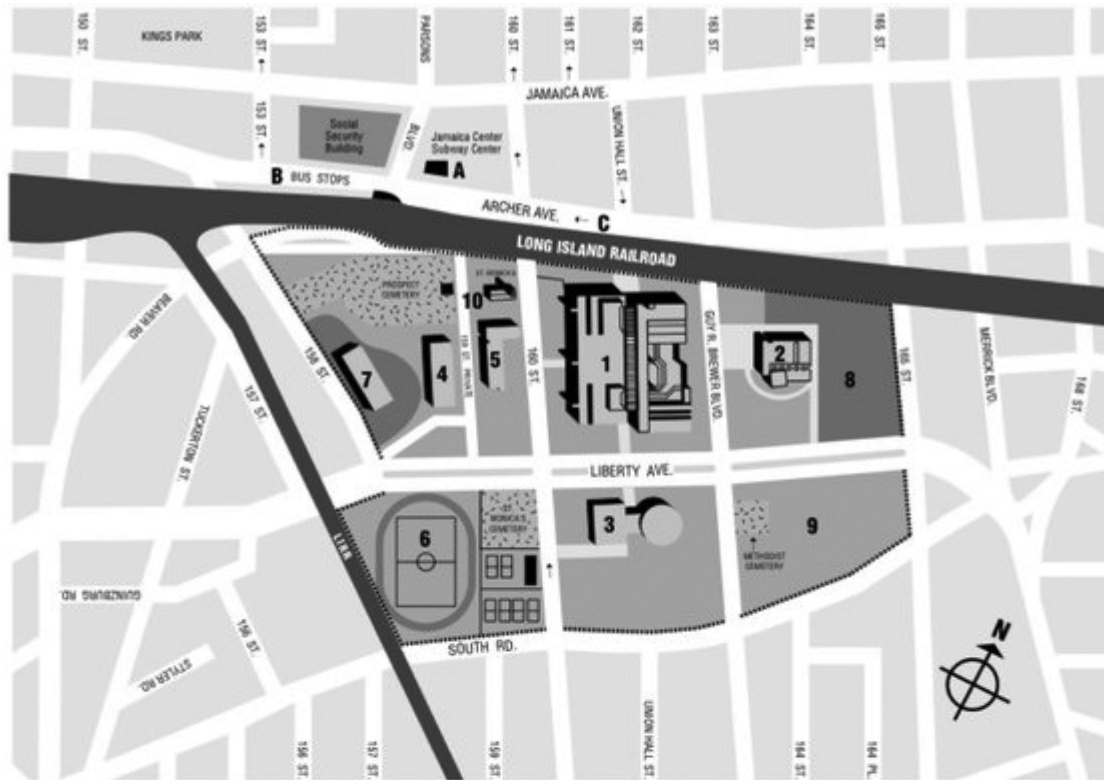 150 ST.
KINGS PARK
153 ST.
PARSONS
BLVD.
160 ST.
161 ST.
162 ST.
163 ST.
164 ST.
165 ST.
JAMAICA AVE.
153 ST.
Social
Security
Building
Jamaica Center
Subway Center
A
UNION HALL ST.
B BUS STOPS
ARCHER AVE.
C
LONG ISLAND RAILROAD
PROSPECT
CEMETERY
ST. MONICA'S
10
BEAVER RD.
158 ST.
7
4
159 ST. PRIVATE
5
160 ST.
1
GUY R. BREWER BLVD.
2
8
165 ST.
MERRICK BLVD.
168 ST.
TUCKERTON ST.
157 ST.
LIBERTY AVE.
6
ST.
MONICA'S
CEMETERY
3
METHODIST
CEMETERY
9
GUINZBURG RD.
156 ST.
STYLER RD.
SOUTH RD.
N
156 ST.
157 ST.
159 ST.
UNION HALL ST.
164 ST.
164 PL.